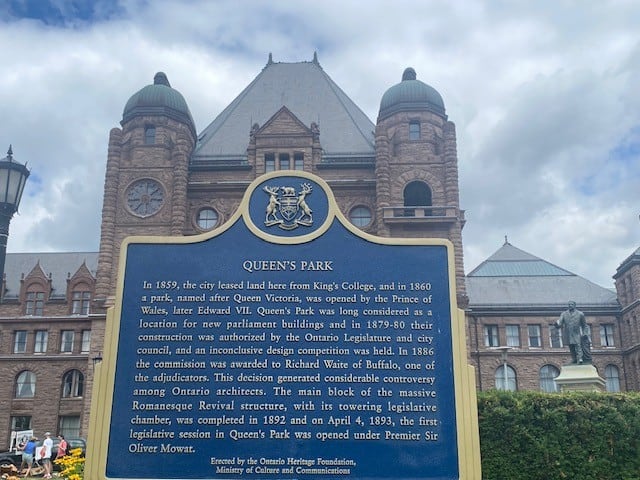 QUEEN'S PARK
In 1859, the city leased land here from King's College, and in 1860
a park, named after Queen Victoria, was opened by the Prince of
Wales, later Edward VII. Queen's Park was long considered as a
location for new parliament buildings and in 1879-80 their
construction was authorized by the Ontario Legislature and city
council, and an inconclusive design competition was held. In 1886
the commission was awarded to Richard Waite of Buffalo, one of
the adjudicators. This decision generated considerable controversy
among Ontario architects. The main block of the massive
Romanesque Revival structure, with its towering legislative
chamber, was completed in 1892 and on April 4, 1893, the first
legislative session in Queen's Park was opened under Premier Sir
Oliver Mowat.
Erected by the Ontario Heritage Foundation,
Ministry of Culture and Communications